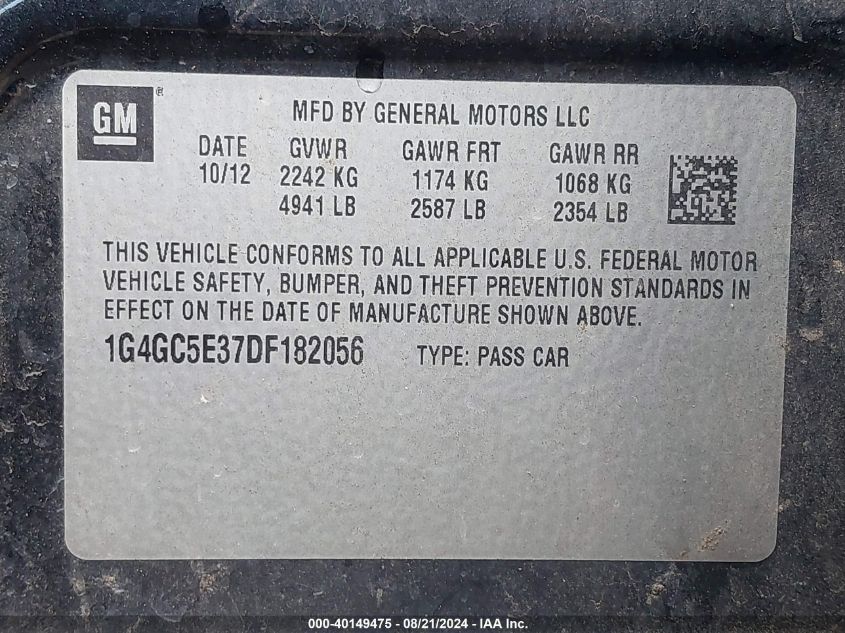 GM ®
MFD BY GENERAL MOTORS LLC
DATE GVWR GAWR FRT GAWR RR
10/12 2242 KG 1174 KG 1068 KG
4941 LB 2587 LB 2354 LB
THIS VEHICLE CONFORMS TO ALL APPLICABLE U.S. FEDERAL MOTOR
VEHICLE SAFETY, BUMPER, AND THEFT PREVENTION STANDARDS IN
EFFECT ON THE DATE OF MANUFACTURE SHOWN ABOVE.
1G4GC5E37DF182056 TYPE: PASS CAR
000-40149475 - 08/21/2024 - IAA Inc.